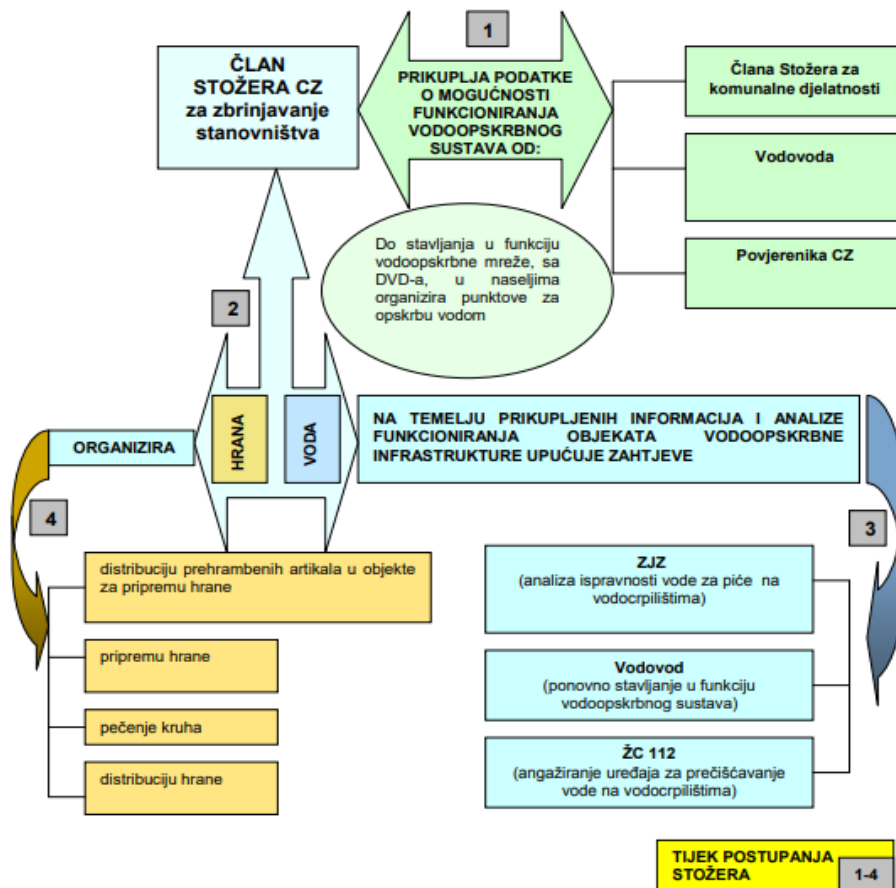 1
ČLAN
STOŽERA CZ
za zbrinjavanje
stanovništva
PRIKUPLJA PODATKE
O MOGUĆNOSTI
FUNKCIONIRANJA
VODOOPSKRBNOG
SUSTAVA OD:
Člana Stožera za
komunalne djelatnosti
Vodovoda
Povjerenika CZ
Do stavljanja u funkciju
vodoopskrbne mreže, sa
DVD-a, u naseljima
organizira punktove za
opskrbu vodom
2
ORGANIZIRA
HRANA
VODA
NA TEMELJU PRIKUPLJENIH INFORMACIJA I ANALIZE
FUNKCIONIRANJA OBJEKATA VODOOPSKRBNE
INFRASTRUKTURE UPUĆUJE ZAHTJEVE
4
3
distribuciju prehrambenih artikala u objekte
za pripremu hrane
pripremu hrane
pečenje kruha
distribuciju hrane
ZJZ
(analiza ispravnosti vode za piće na
vodocrpilištima)
Vodovod
(ponovno stavljanje u funkciju
vodoopskrbnog sustava)
ŽC 112
(angažiranje uređaja za prečišćavanje
vode na vodocrpilištima)
TIJEK POSTUPANJA
STOŽERA
1-4